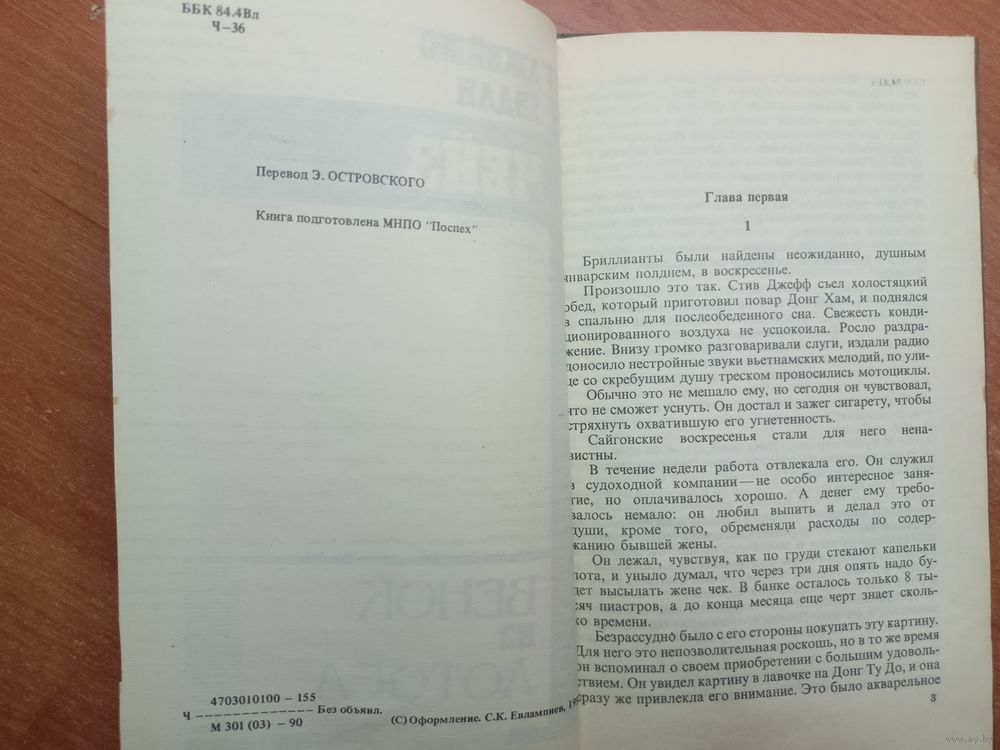 ББК 84.4Вл
Ч—36
Перевод Э. ОСТРОВСКОГО
Книга подготовлена МНПО "Поспех"
4703010100 – 155
Ч – – – – – – – – – – – – – Без объявл.
М 301 (03) – 90
(С) Оформление. С.К. Евлампиев,
Глава первая
1
Бриллианты были найдены неожиданно, душным
январским полднем, в воскресенье.
Произошло это так. Стив Джефф съел холостяцкий
обед, который приготовил повар Донг Хам, и поднялся
в спальню для послеобеденного сна. Свежесть конди-
ционированного воздуха не успокоила. Росло раздра-
жение. Внизу громко разговаривали слуги, издали радио
доносило нестройные звуки вьетнамских мелодий, по ули-
це со скребущим душу треском проносились мотоциклы.
Обычно это не мешало ему, но сегодня он чувствовал,
что не сможет уснуть. Он достал и зажег сигарету, чтобы
стряхнуть охватившую его угнетенность.
Сайгонские воскресенья стали для него нена-
вистны.
В течение недели работа отвлекала его. Он служил
в судоходной компании—не особо интересное заня-
тие, но оплачивалось хорошо. А денег ему требо-
валось немало: он любил выпить и делал это от
души, кроме того, обременяли расходы по содер-
жанию бывшей жены.
Он лежал, чувствуя, как по груди стекают капельки
пота, и уныло думал, что через три дня опять надо бу-
дет высылать жене чек. В банке осталось только 8 ты-
сяч пиастров, а до конца месяца еще черт знает сколь-
ко времени.
Безрассудно было с его стороны покупать эту картину.
Для него это непозволительная роскошь, но в то же время
он вспоминал о своем приобретении с большим удоволь-
ствием. Он увидел картину в лавочке на Донг Ту До, и она
сразу же привлекла его внимание. Это было акварельное
3
www.ay.by